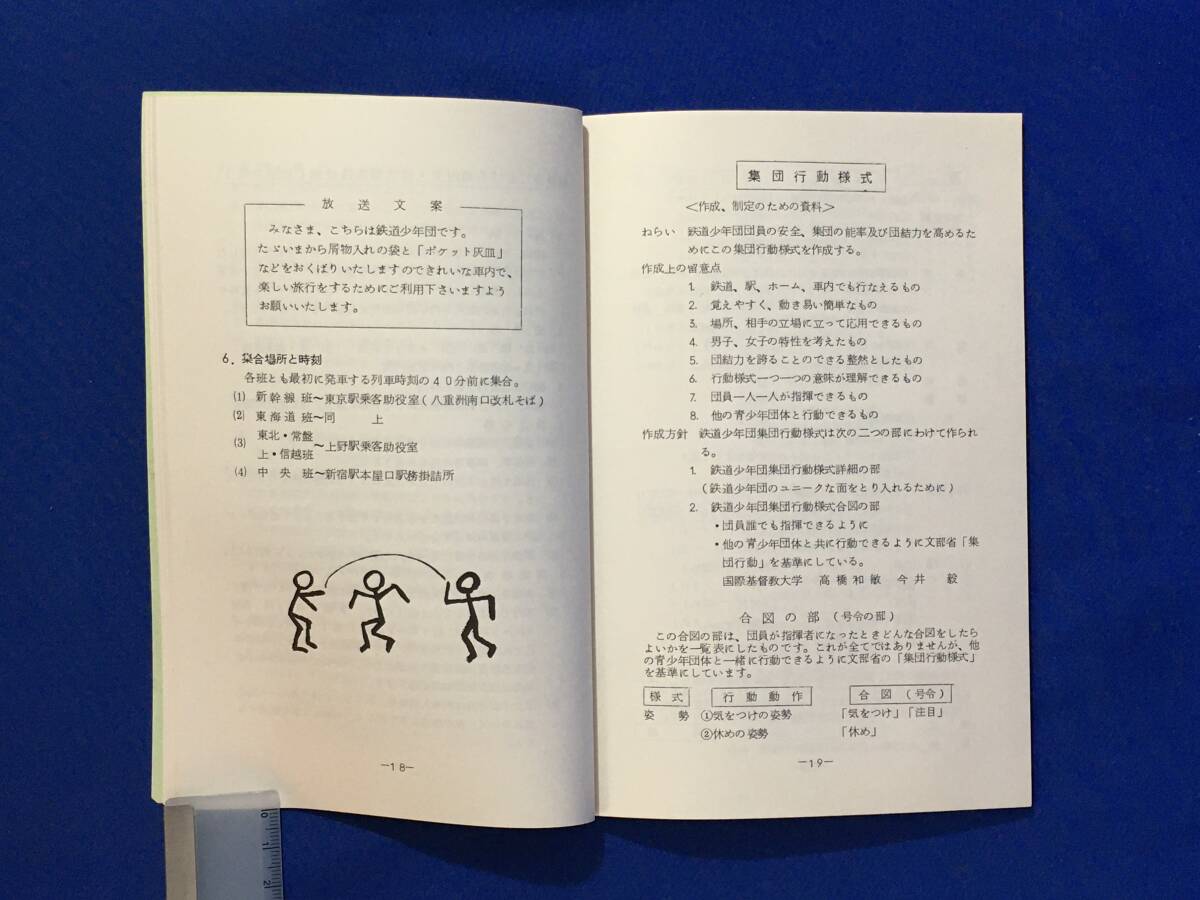 放送文案
みなさま、こちらは鉄道少年団です。
たゞいまから屑物入れの袋と「ポケット灰皿」
などをおくばりいたしますのできれいな車内で、
楽しい旅行をするためにご利用下さいますよう
お願いいたします。
6. 集合場所と時刻
各班とも最初に発車する列車時刻の40分前に集合。
(1) 新幹線 班〜東京駅乗客助役室(八重洲南口改札そば)
(2) 東海道 班〜同 上
(3) 東北・常盤
上・信越班〜上野駅乗客助役室
(4) 中 央 班〜新宿駅本屋口駅務掛詰所
-18-
集団行動様式
<作成、制定のための資料>
ねらい 鉄道少年団団員の安全、集団の能率及び団結力を高めるた
めにこの集団行動様式を作成する。
作成上の留意点
1. 鉄道、駅、ホーム、車内でも行なえるもの
2. 覚えやすく、動き易い簡単なもの
3. 場所、相手の立場に立って応用できるもの
4. 男子、女子の特性を考えたもの
5. 団結力を誇ることのできる整然としたもの
6. 行動様式一つ一つの意味が理解できるもの
7. 団員一人一人が指揮できるもの
8. 他の青少年団体と行動できるもの
作成方針 鉄道少年団集団行動様式は次の二つの部にわけて作られ
る。
1. 鉄道少年団集団行動様式詳細の部
(鉄道少年団のユニークな面をとり入れるために)
2. 鉄道少年団集団行動様式合図の部
・団員誰でも指揮できるように
・他の青少年団体と共に行動できるように文部省「集
団行動」を基準にしている。
国際基督教大学 高橋和敏 今井 毅
合図の部 (号令の部)
この合図の部は、団員が指揮者になったときどんな合図をしたら
よいかを一覧表にしたものです。これが全てではありませんが、他
の青少年団体と一緒に行動できるように文部省の「集団行動様式」
を基準にしています。
様式 行動動作 合図(号令)
姿勢 ①気をつけの姿勢 「気をつけ」「注目」
②休めの姿勢 「休め」
-19-
0
1
2